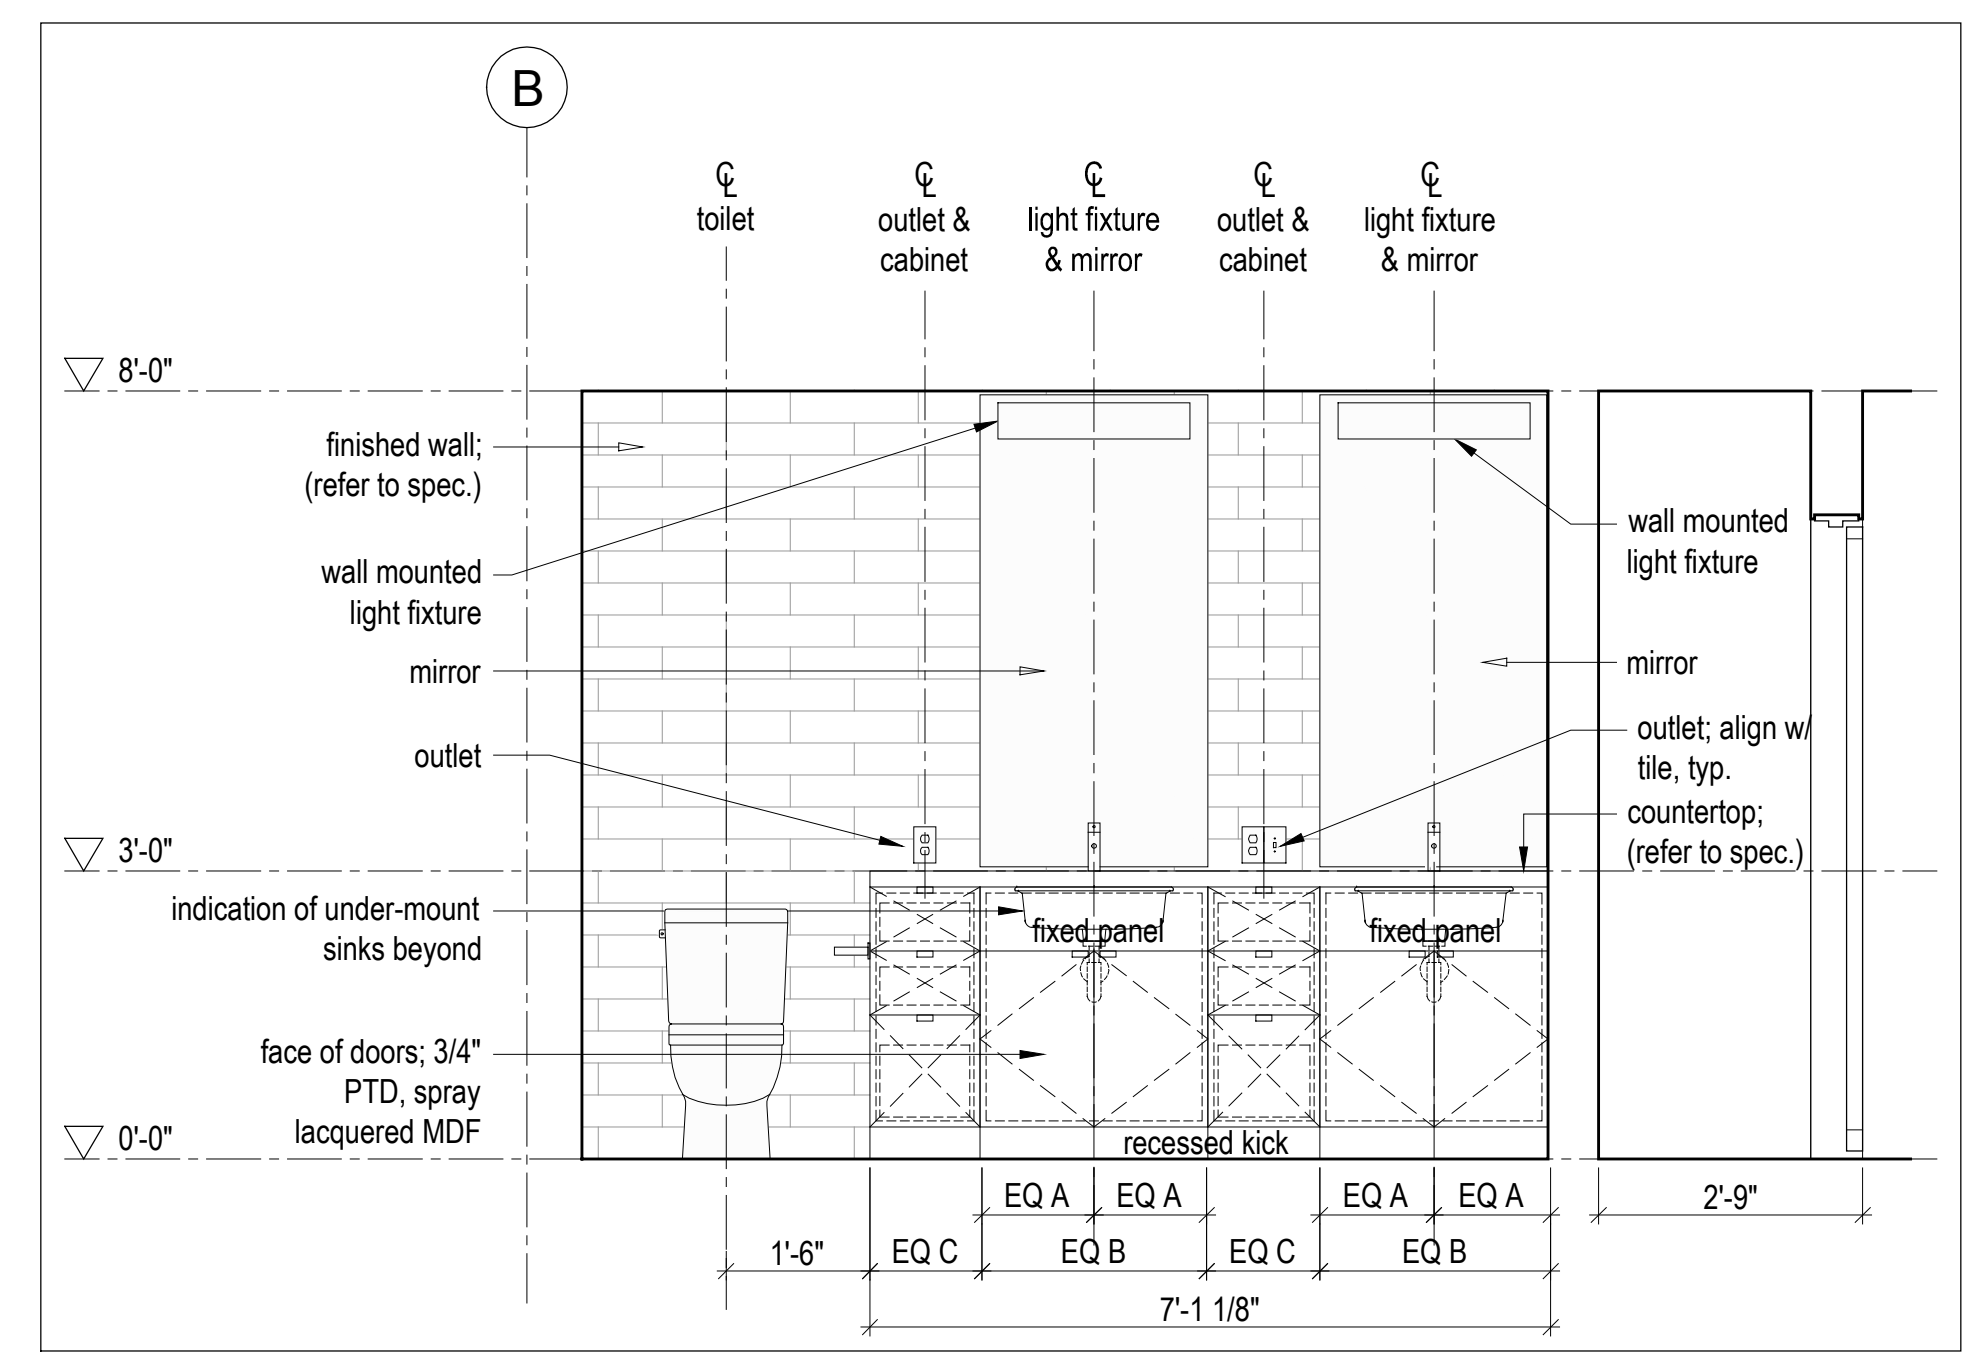 B
℄
toilet
℄
outlet &
cabinet
℄
light fixture
& mirror
℄
outlet &
cabinet
℄
light fixture
& mirror
8'-0"
finished wall;
(refer to spec.)
wall mounted
light fixture
mirror
outlet
3'-0"
indication of under-mount
sinks beyond
face of doors; 3/4"
PTD, spray
lacquered MDF
0'-0"
wall mounted
light fixture
mirror
outlet; align w/
tile, typ.
countertop;
(refer to spec.)
fixed panel
fixed panel
recessed kick
EQ A
EQ A
EQ A
EQ A
2'-9"
1'-6"
EQ C
EQ B
EQ C
EQ B
7'-1 1/8"